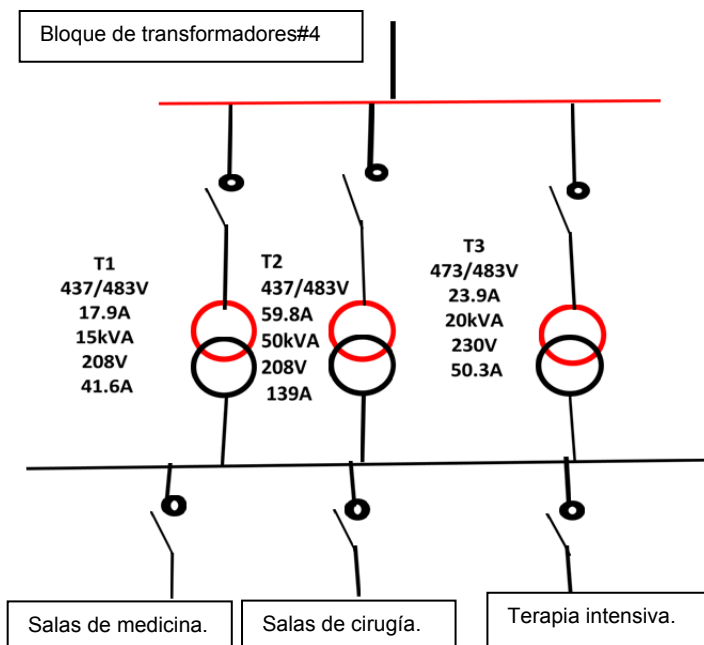 Bloque de transformadores#4
T1
437/483V
17.9A
15kVA
208V
41.6A
T2
437/483V
59.8A
50kVA
208V
139A
T3
473/483V
23.9A
20kVA
230V
50.3A
Salas de medicina.
Salas de cirugía.
Terapia intensiva.